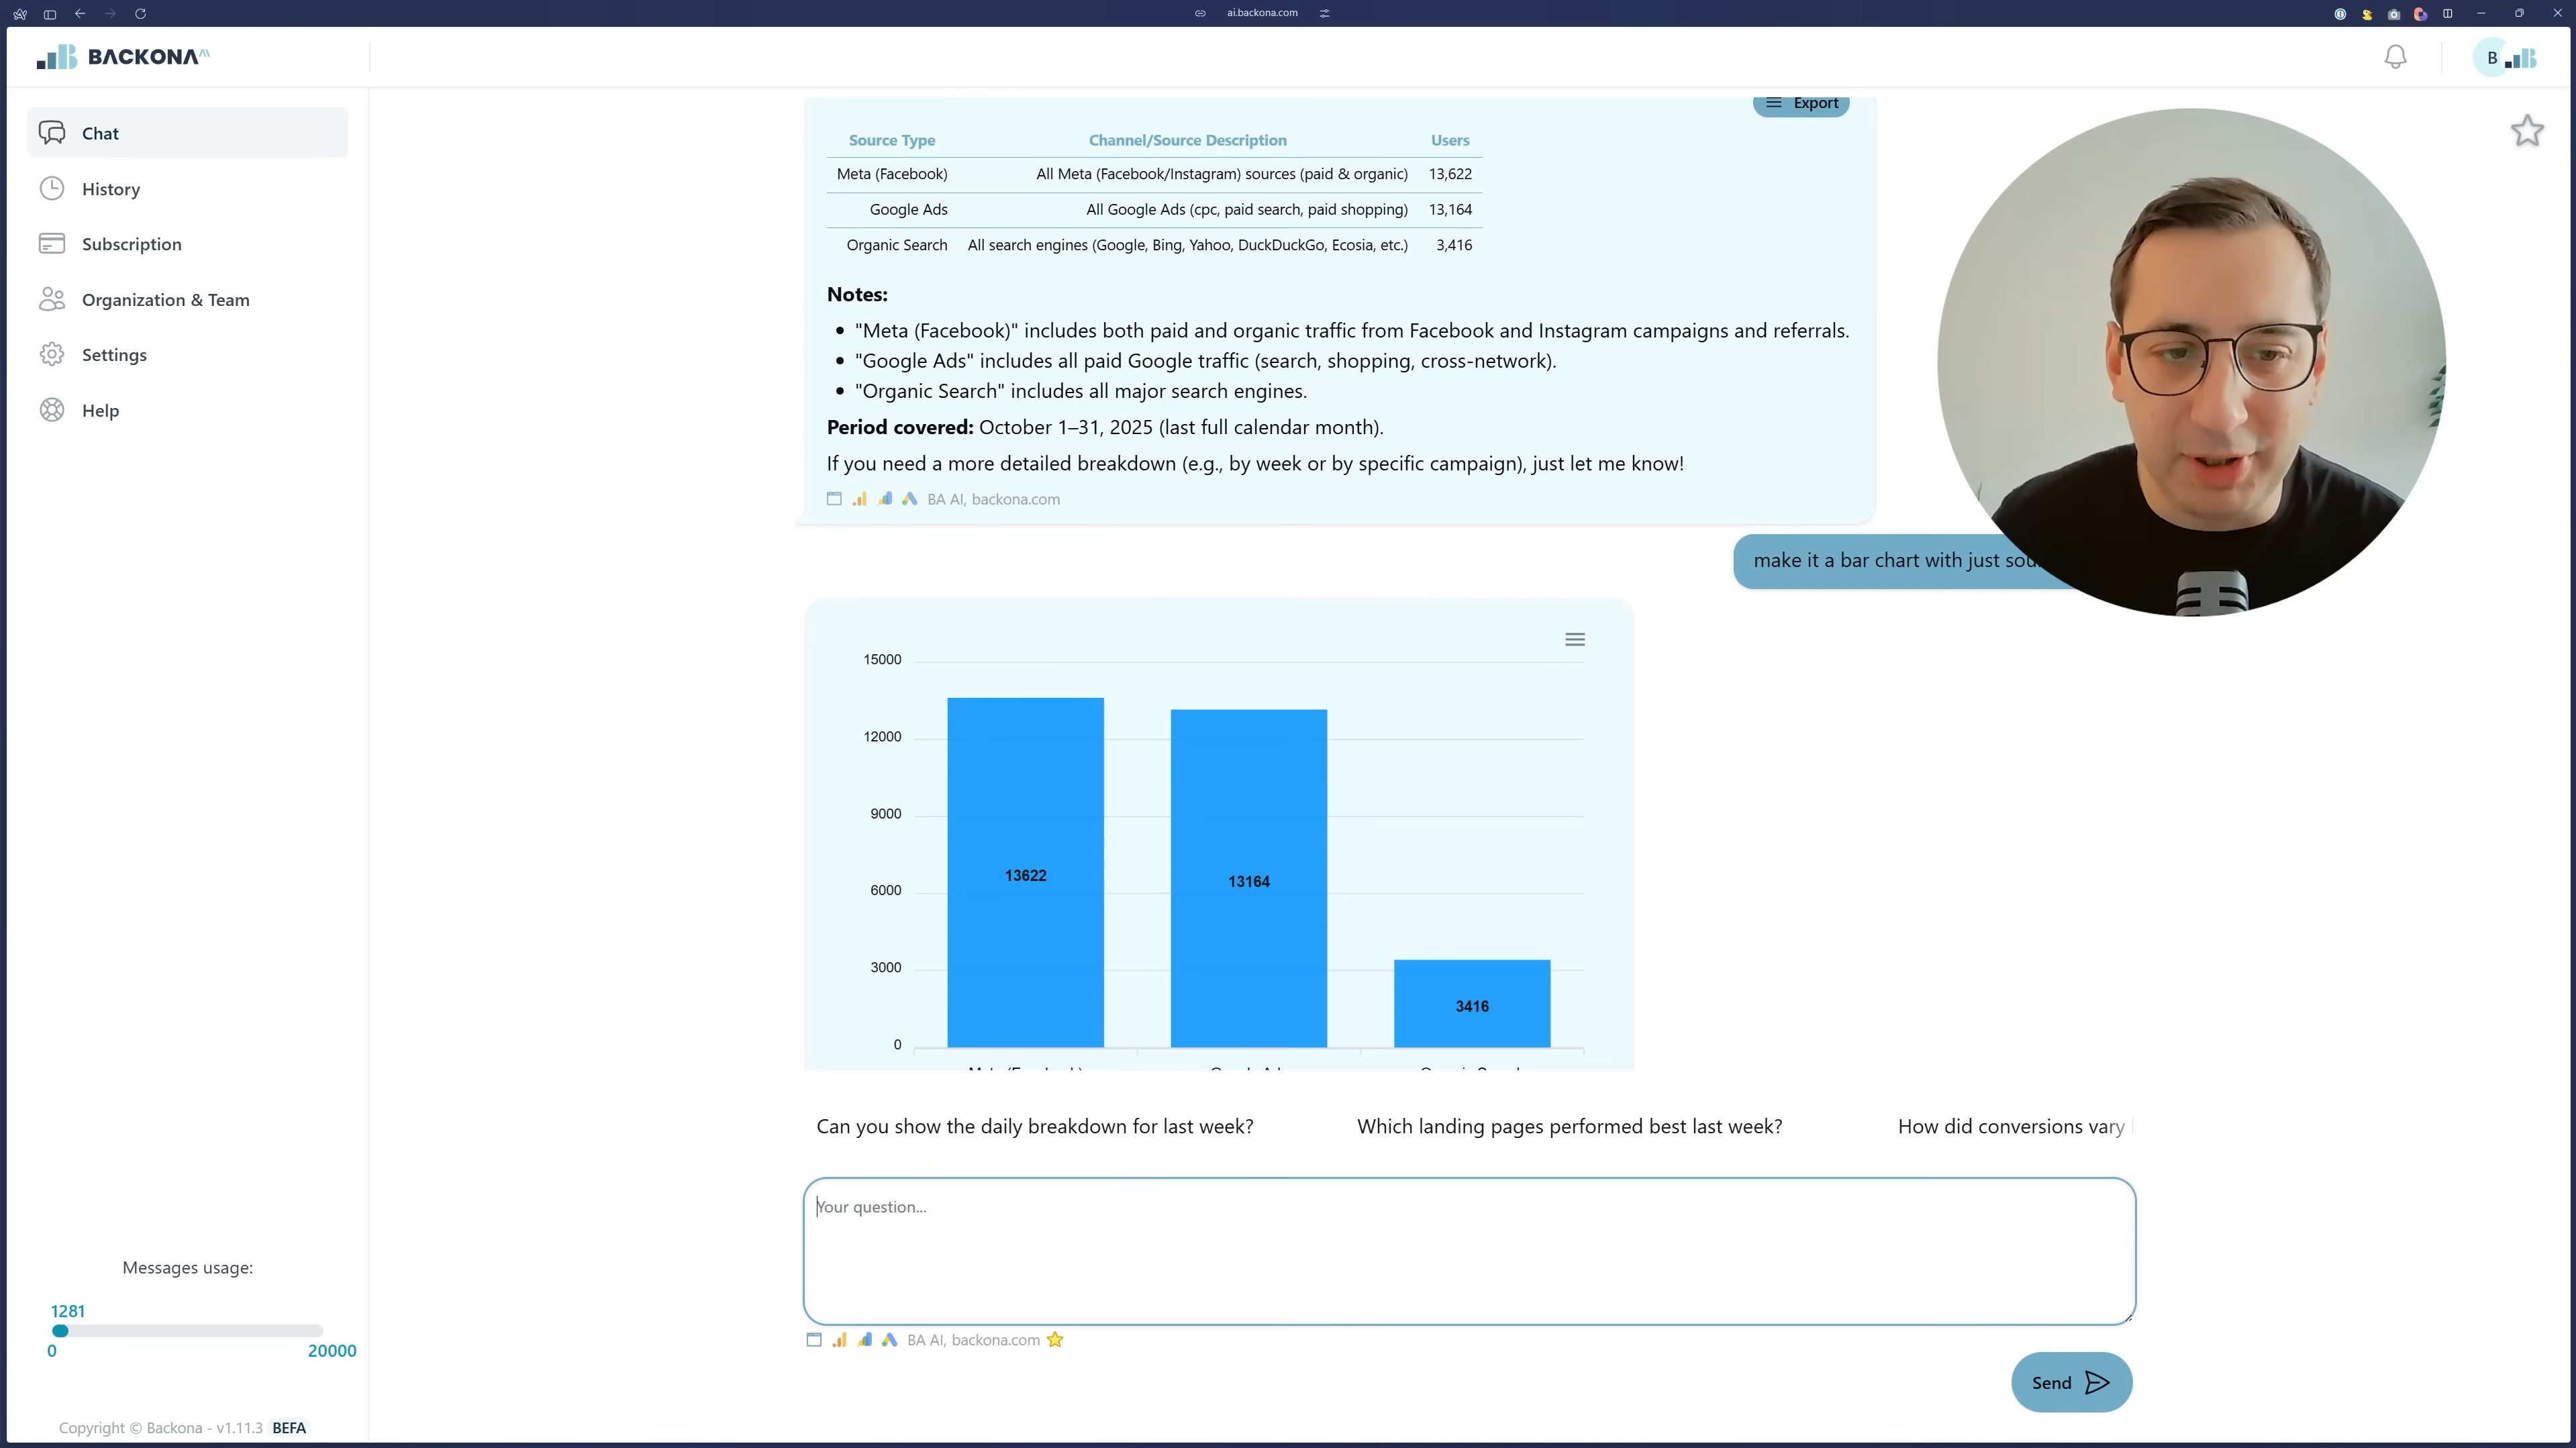 ai.backona.com
BACKONA AI
B
Chat
History
Subscription
Organization & Team
Settings
Help
Export
Source Type Channel/Source Description Users
Meta (Facebook) All Meta (Facebook/Instagram) sources (paid & organic) 13,622
Google Ads All Google Ads (cpc, paid search, paid shopping) 13,164
Organic Search All search engines (Google, Bing, Yahoo, DuckDuckGo, Ecosia, etc.) 3,416
Notes:
"Meta (Facebook)" includes both paid and organic traffic from Facebook and Instagram campaigns and referrals.
"Google Ads" includes all paid Google traffic (search, shopping, cross-network).
"Organic Search" includes all major search engines.
Period covered: October 1–31, 2025 (last full calendar month).
If you need a more detailed breakdown (e.g., by week or by specific campaign), just let me know!
BA AI, backona.com
make it a bar chart with just
15000
12000
9000
6000
3000
0
13622
13164
3416
Can you show the daily breakdown for last week? Which landing pages performed best last week? How did conversions vary
Your question...
BA AI, backona.com
Send
Messages usage:
1281
0 20000
Copyright © Backona - v1.11.3 BEFA